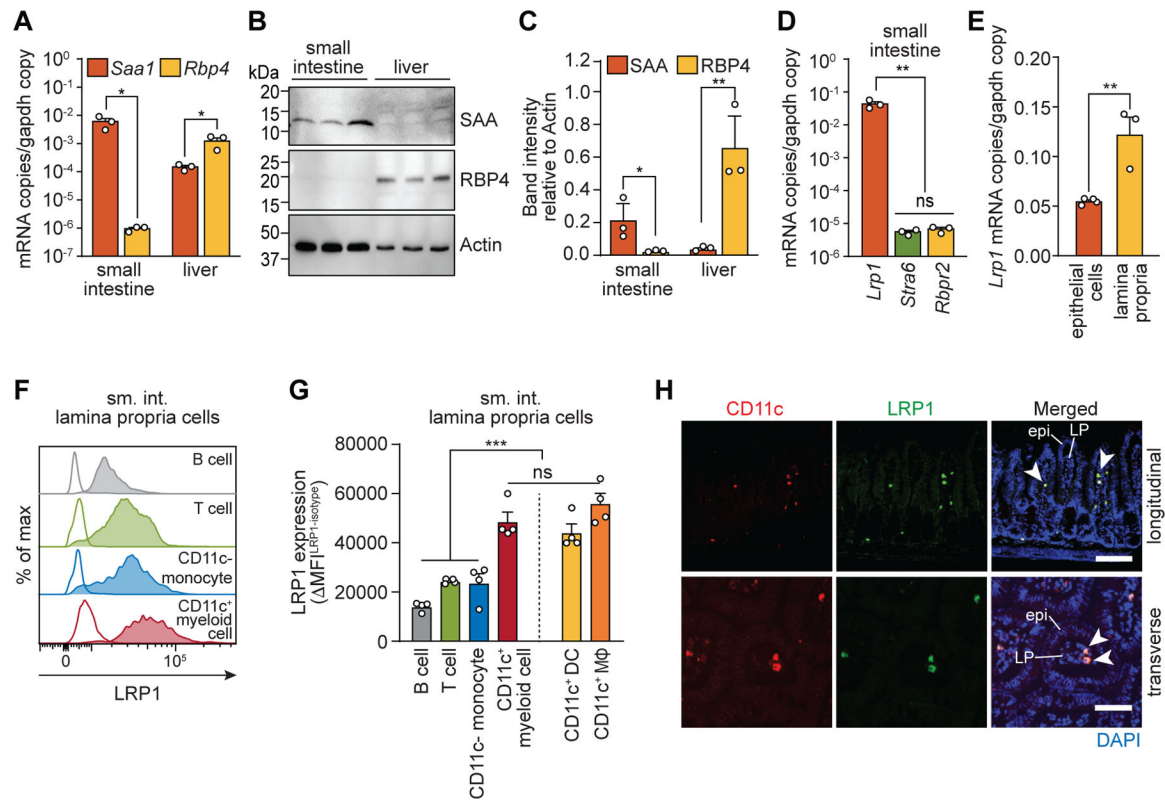 A
Saa1 Rbp4
mRNA copies/gapdh copy
10⁰
10⁻¹
10⁻²
10⁻³
10⁻⁴
10⁻⁵
10⁻⁶
10⁻⁷
*
*
small
intestine
liver
B
small
intestine
liver
kDa
20
15
10
SAA
25
20
15
RBP4
50
37
Actin
C
SAA RBP4
Band intensity
relative to Actin
1.2
1.0
0.8
0.6
0.4
0.2
0.0
*
**
small
intestine
liver
D
small
intestine
mRNA copies/gapdh copy
10⁰
10⁻¹
10⁻²
10⁻³
10⁻⁴
10⁻⁵
10⁻⁶
**
ns
Lrp1
Stra6
Rbpr2
E
Lrp1 mRNA copies/gapdh copy
0.20
0.15
0.10
0.05
0.00
**
epithelial
cells
lamina
propria
F
sm. int.
lamina propria cells
% of max
B cell
T cell
CD11c-
monocyte
CD11c⁺
myeloid
cell
0
10⁵
LRP1
G
sm. int.
lamina propria cells
LRP1 expression
(ΔMFI^LRP1-isotype)
80000
60000
40000
20000
0
***
ns
B cell
T cell
CD11c- monocyte
CD11c⁺
myeloid cell
CD11c⁺ DC
CD11c⁺ Mϕ
H
CD11c
LRP1
Merged
epi
LP
longitudinal
epi
LP
transverse
DAPI